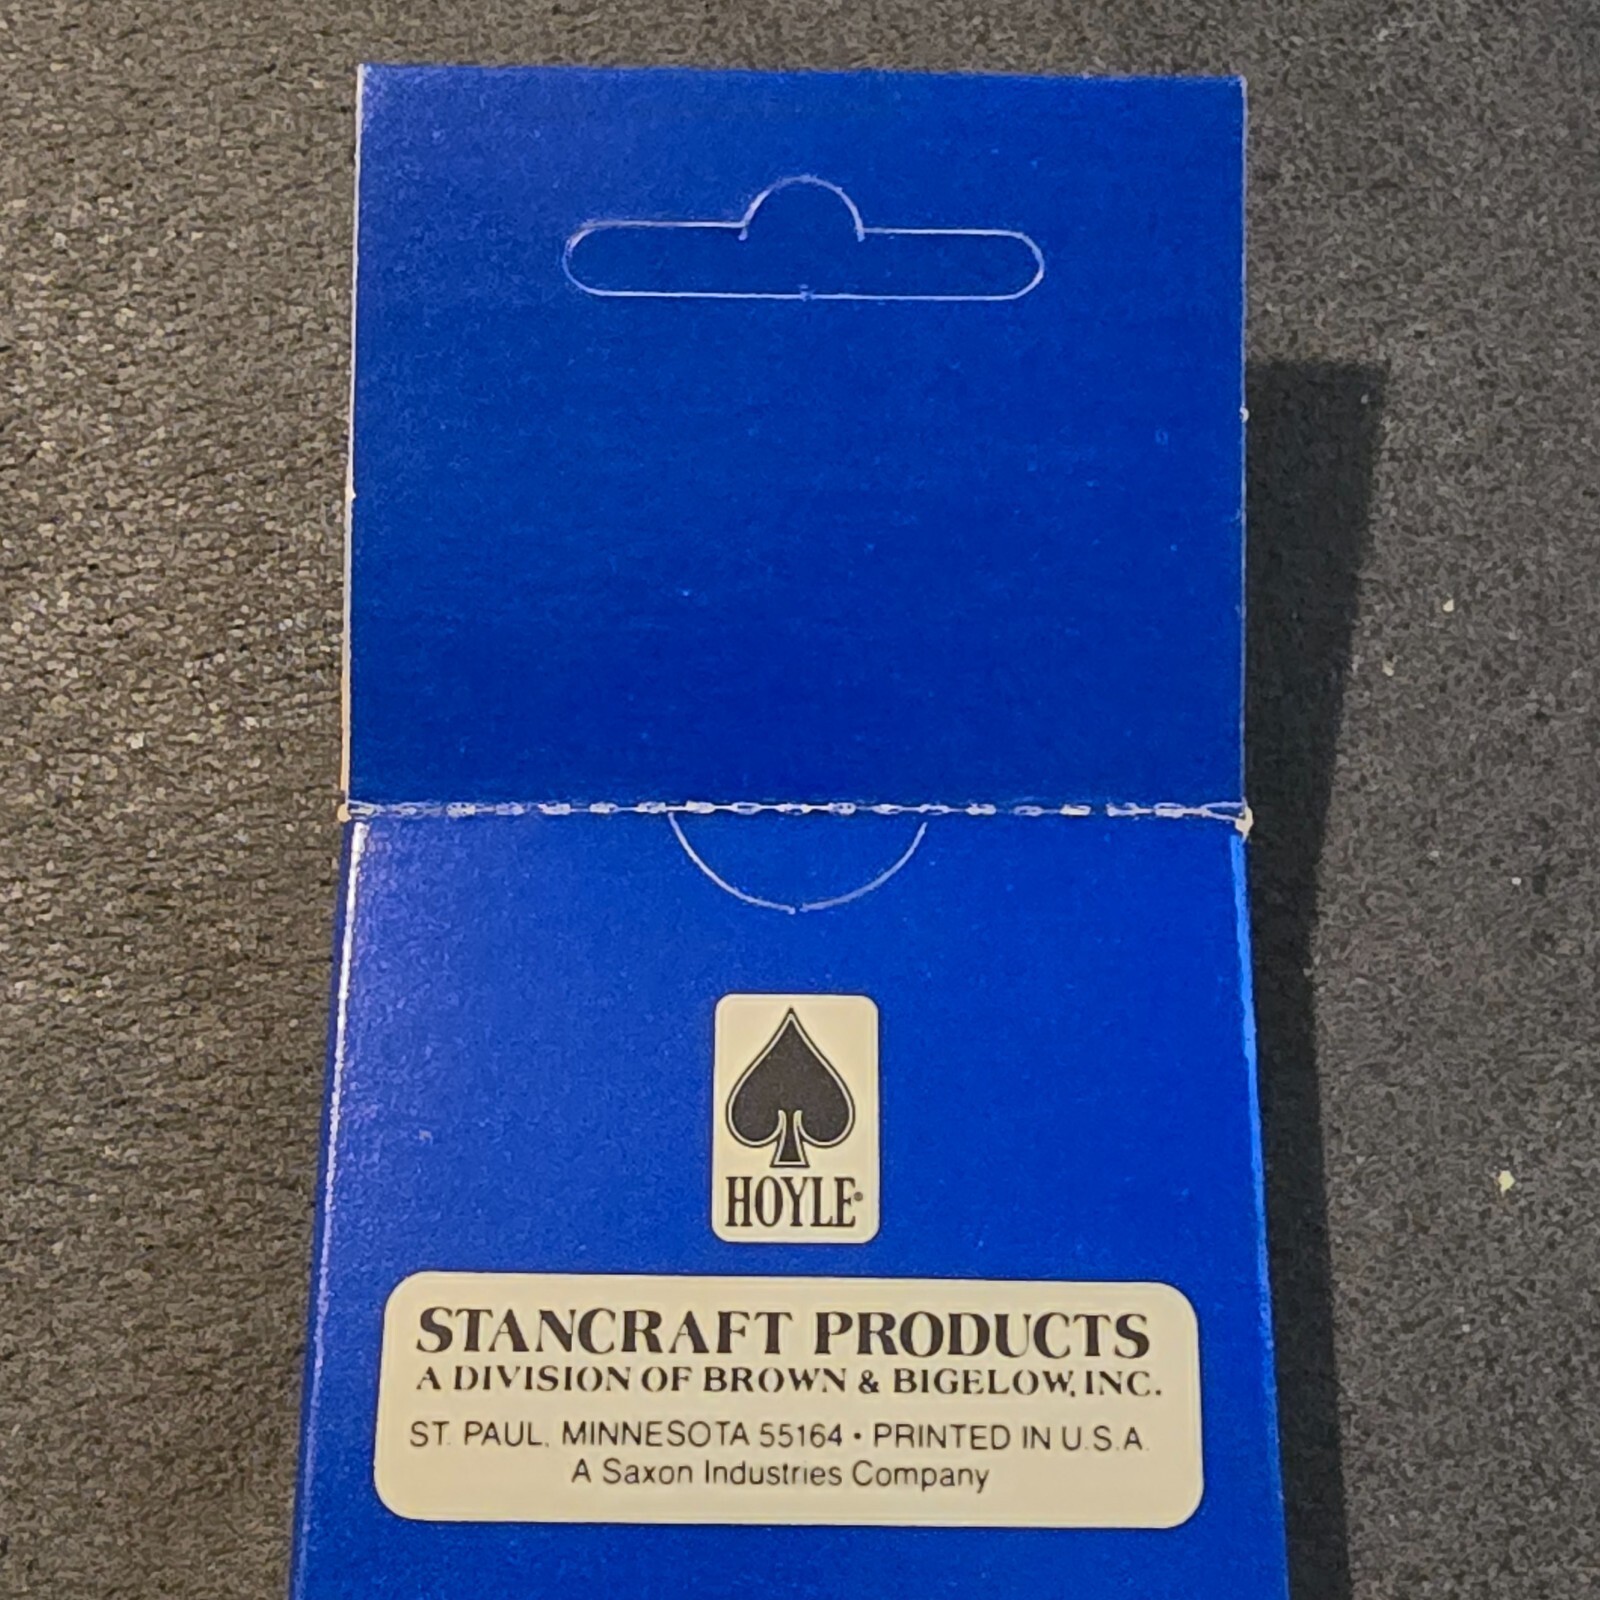 HOYLE®
STANCRAFT PRODUCTS
A DIVISION OF BROWN & BIGELOW, INC.
ST. PAUL, MINNESOTA 55164 • PRINTED IN U.S.A.
A Saxon Industries Company